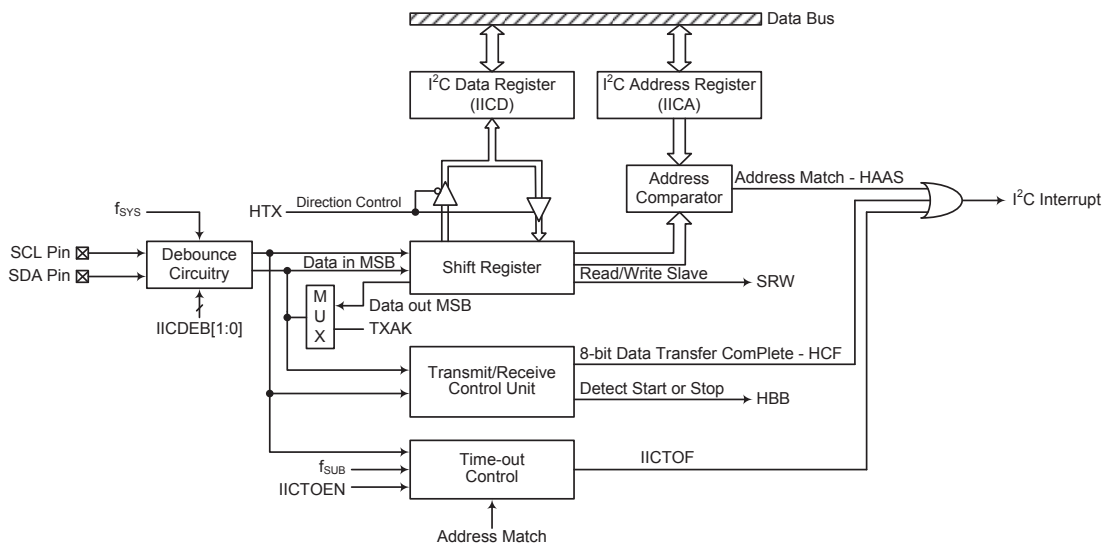 Data Bus
I²C Data Register
(IICD)
I²C Address Register
(IICA)
Address
Comparator
Address Match - HAAS
I²C Interrupt
HTX
Direction Control
fSYS
SCL Pin
SDA Pin
Debounce
Circuitry
IICDEB[1:0]
Data in MSB
Shift Register
Read/Write Slave
SRW
M
U
X
Data out MSB
TXAK
8-bit Data Transfer ComPlete - HCF
Transmit/Receive
Control Unit
Detect Start or Stop
HBB
fSUB
IICTOEN
Time-out
Control
IICTOF
Address Match